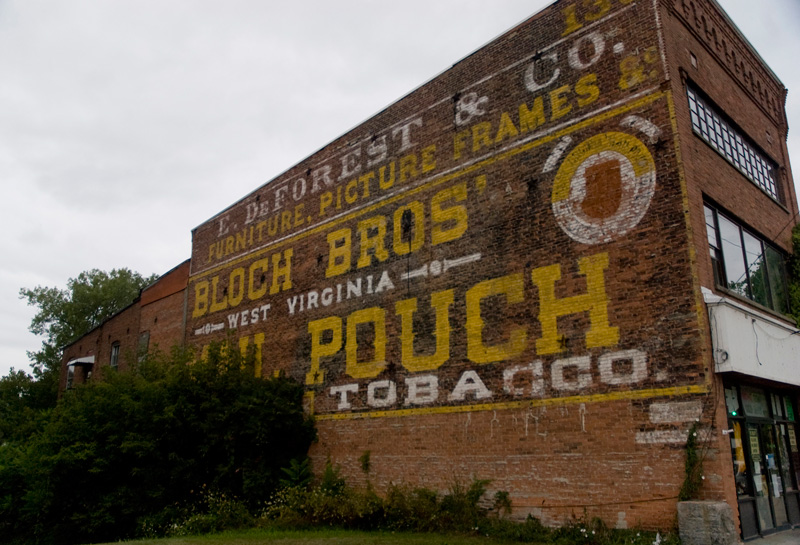 E. DeFOREST & CO.
FURNITURE, PICTURE FRAMES &c
BLOCH BROS'
WEST VIRGINIA
POUCH
TOBACCO.